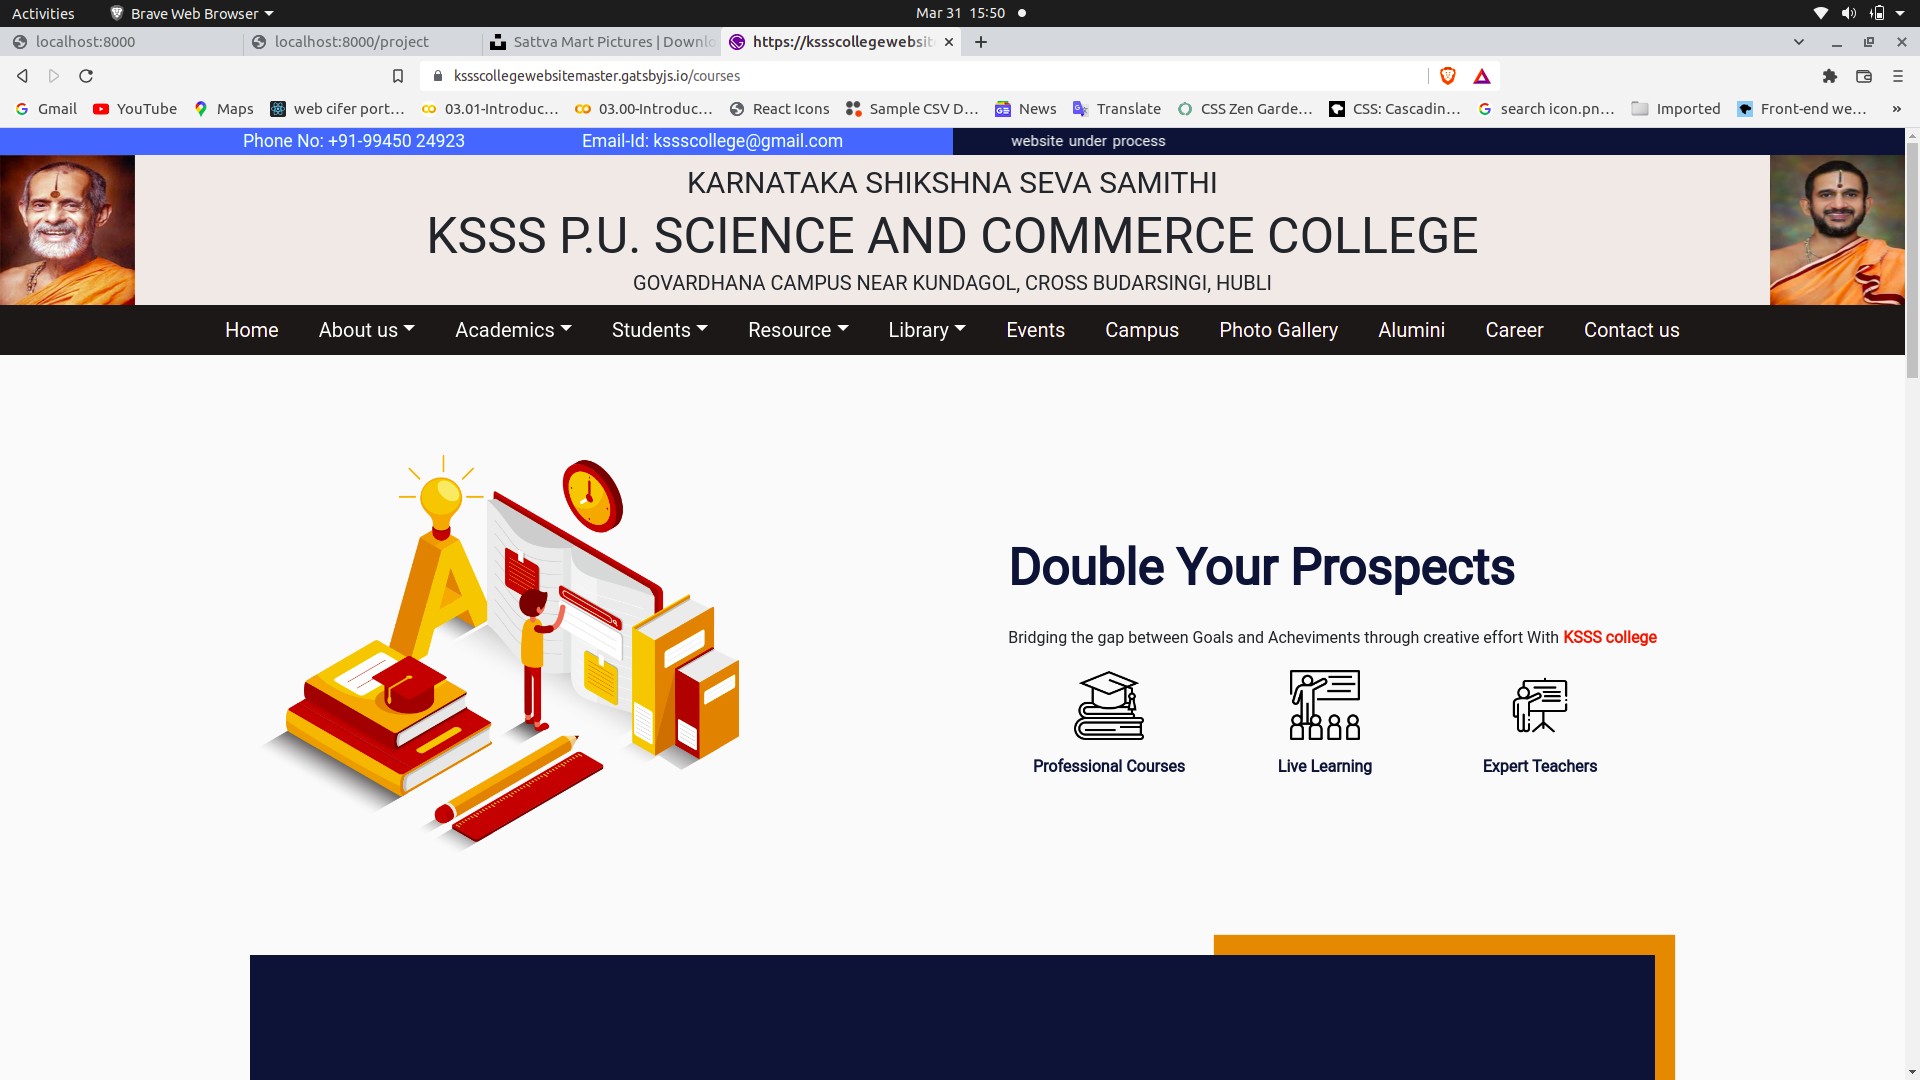 Activities Brave Web Browser Mar 31 15:50
localhost:8000 localhost:8000/project Sattva Mart Pictures | Downlo https://kssscollegewebsit
kssscollegewebsitemaster.gatsbyjs.io/courses
Gmail YouTube Maps web cifer port... 03.01-Introduc... 03.00-Introduc... React Icons Sample CSV D... News Translate CSS Zen Garde... CSS: Cascadin... search icon.pn... Imported Front-end we... »
Phone No: +91-99450 24923 Email-Id: kssscollege@gmail.com website under process
KARNATAKA SHIKSHNA SEVA SAMITHI
KSSS P.U. SCIENCE AND COMMERCE COLLEGE
GOVARDHANA CAMPUS NEAR KUNDAGOL, CROSS BUDARSINGI, HUBLI
Home About us Academics Students Resource Library Events Campus Photo Gallery Alumini Career Contact us
A
Double Your Prospects
Bridging the gap between Goals and Acheviments through creative effort With KSSS college
Professional Courses Live Learning Expert Teachers